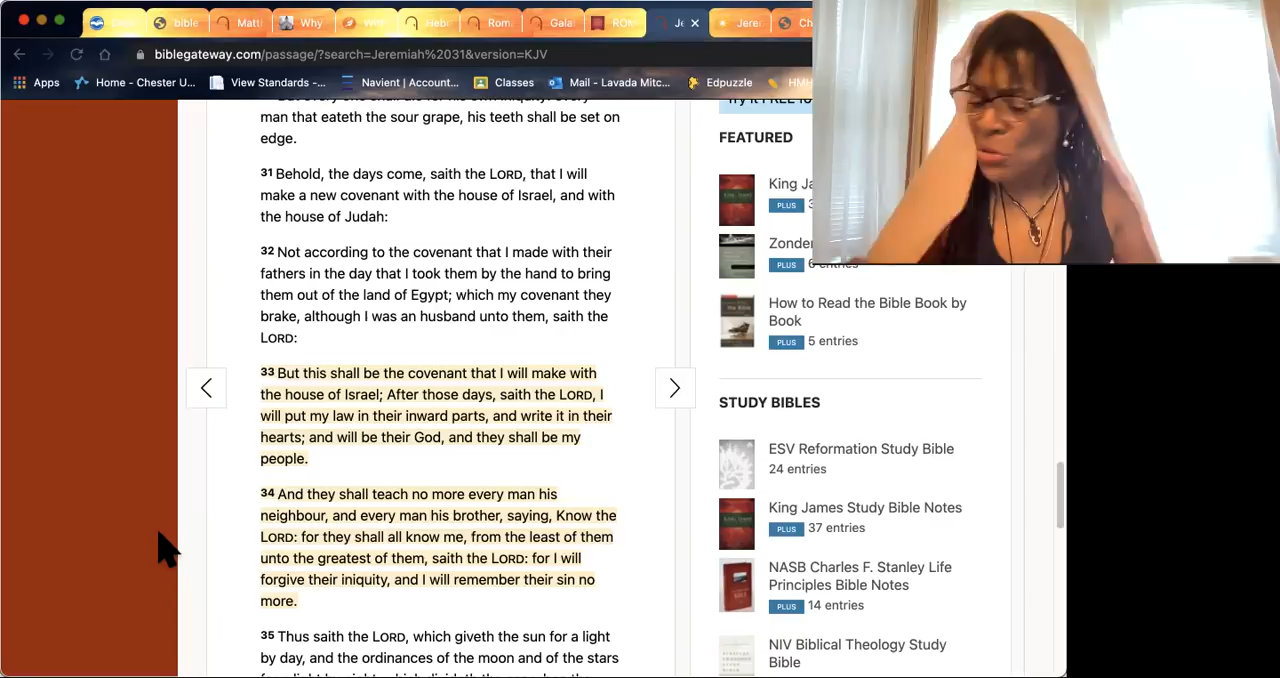 bible
Matt
Why
Hebr
Rom
Gala
ROM
Je
Jere
Ch
biblegateway.com/passage/?search=Jeremiah%2031&version=KJV
Apps
Home - Chester U...
View Standards -...
Navient | Account...
Classes
Mail - Lavada Mitc...
Edpuzzle
HMH
man that eateth the sour grape, his teeth shall be set on
edge.
31 Behold, the days come, saith the LORD, that I will
make a new covenant with the house of Israel, and with
the house of Judah:
32 Not according to the covenant that I made with their
fathers in the day that I took them by the hand to bring
them out of the land of Egypt; which my covenant they
brake, although I was an husband unto them, saith the
LORD:
33 But this shall be the covenant that I will make with
the house of Israel; After those days, saith the LORD, I
will put my law in their inward parts, and write it in their
hearts; and will be their God, and they shall be my
people.
34 And they shall teach no more every man his
neighbour, and every man his brother, saying, Know the
LORD: for they shall all know me, from the least of them
unto the greatest of them, saith the LORD: for I will
forgive their iniquity, and I will remember their sin no
more.
35 Thus saith the LORD, which giveth the sun for a light
by day, and the ordinances of the moon and of the stars
FEATURED
King Ja
PLUS 3
Zonder
PLUS 6 entries
How to Read the Bible Book by
Book
PLUS 5 entries
STUDY BIBLES
ESV Reformation Study Bible
24 entries
King James Study Bible Notes
PLUS 37 entries
NASB Charles F. Stanley Life
Principles Bible Notes
PLUS 14 entries
NIV Biblical Theology Study
Bible